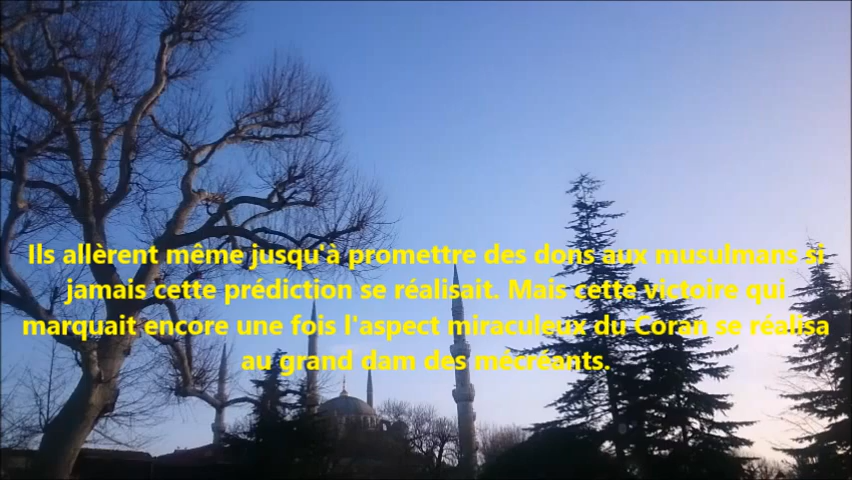 Ils allèrent même jusqu'à promettre des dons aux musulmans si
jamais cette prédiction se réalisait. Mais cette victoire qui
marquait encore une fois l'aspect miraculeux du Coran se réalisa
au grand dam des mécréants.